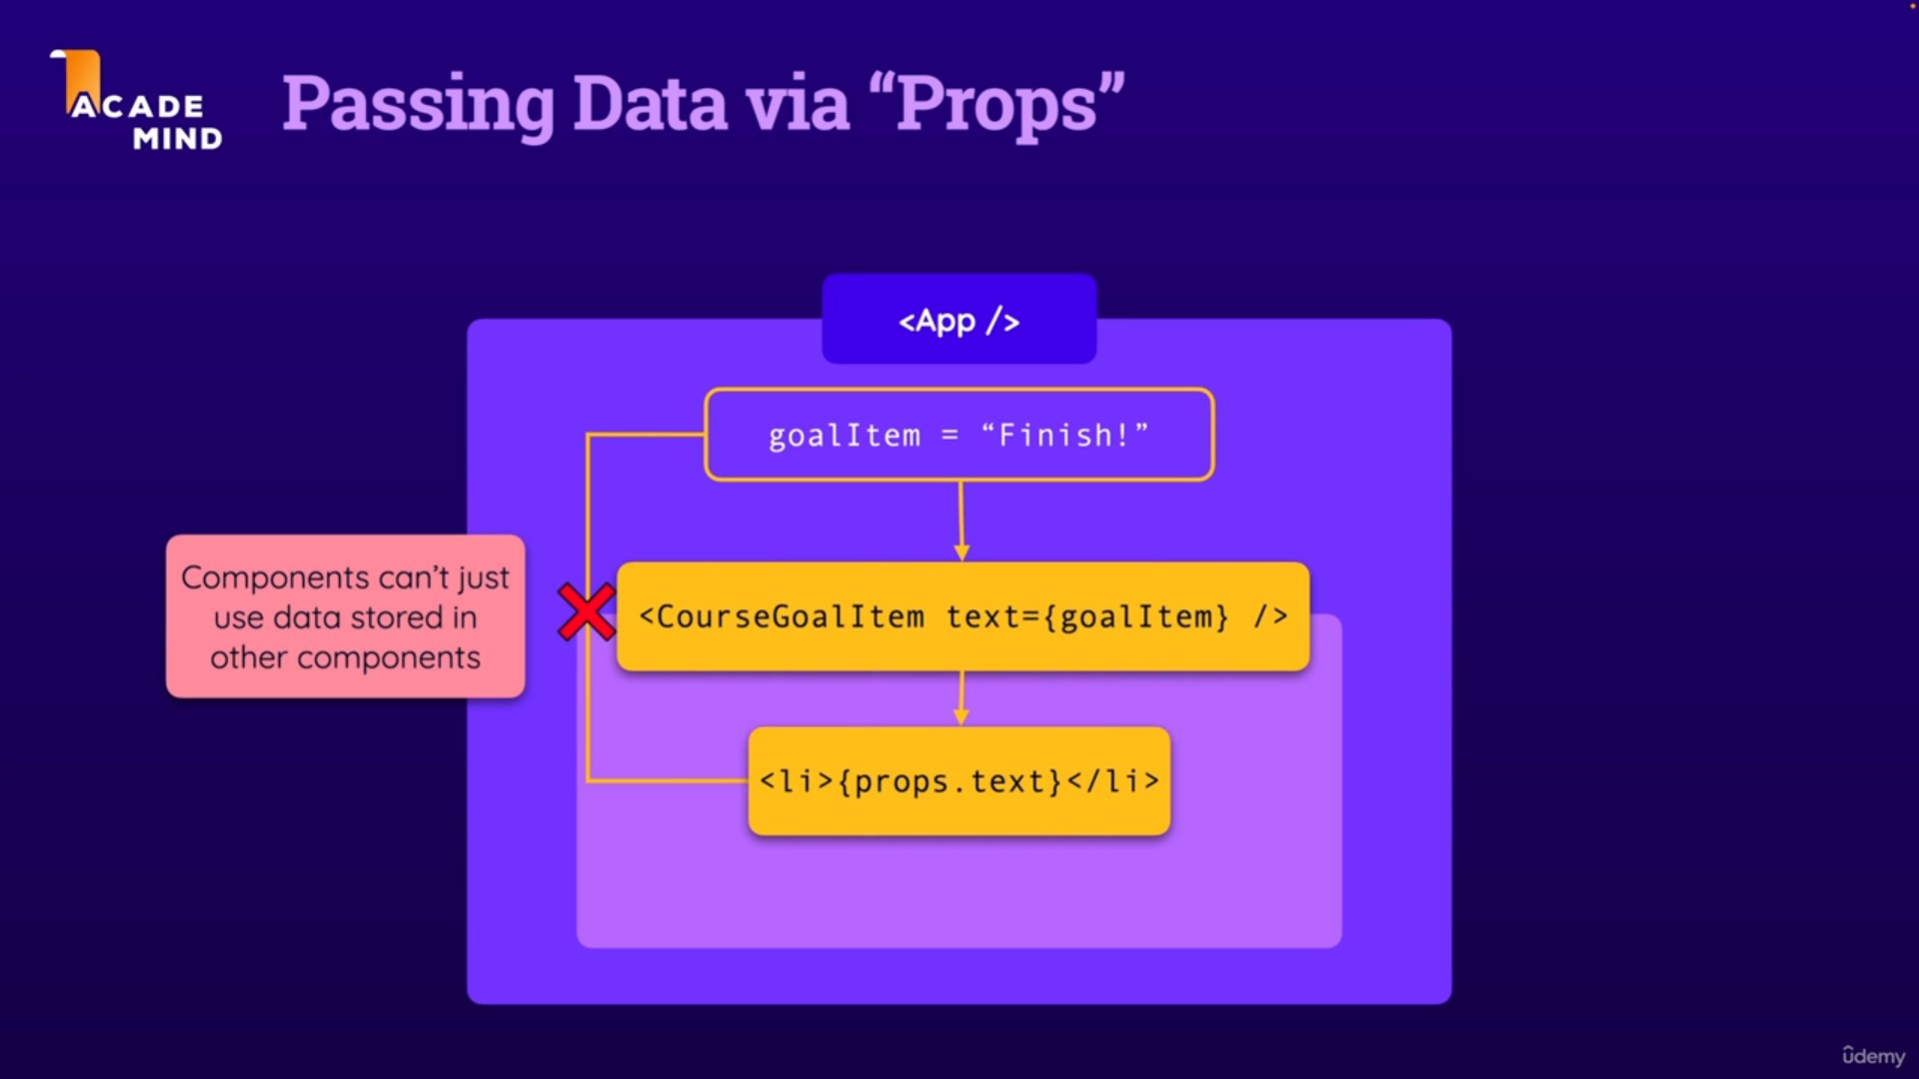 ACADE
MIND
Passing Data via “Props”
<App />
goalItem = “Finish!”
Components can’t just
use data stored in
other components
<CourseGoalItem text={goalItem} />
<li>{props.text}</li>
ûdemy